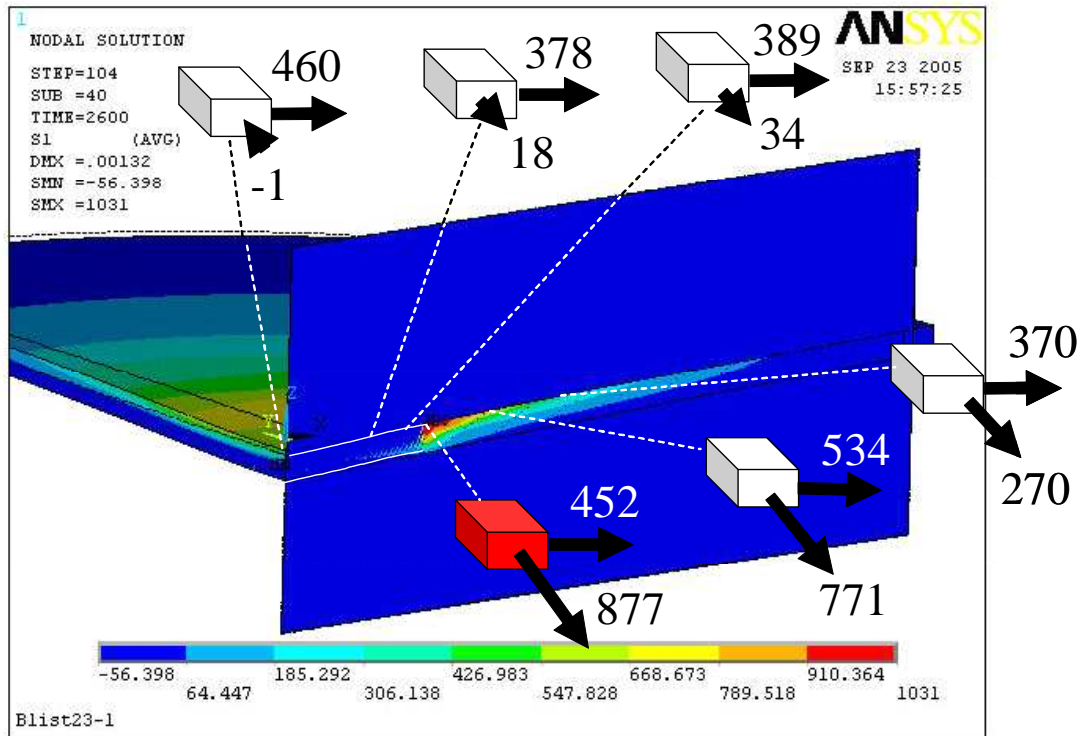 1
NODAL SOLUTION
STEP=104
SUB =40
TIME=2600
S1 (AVG)
DMX =.00132
SMN =-56.398
SMX =1031
ANSYS
SEP 23 2005
15:57:25
460
378
389
-1
18
34
370
270
534
771
452
877
Z
X
-56.398 185.292 426.983 668.673 910.364
64.447 306.138 547.828 789.518 1031
Blist23-1